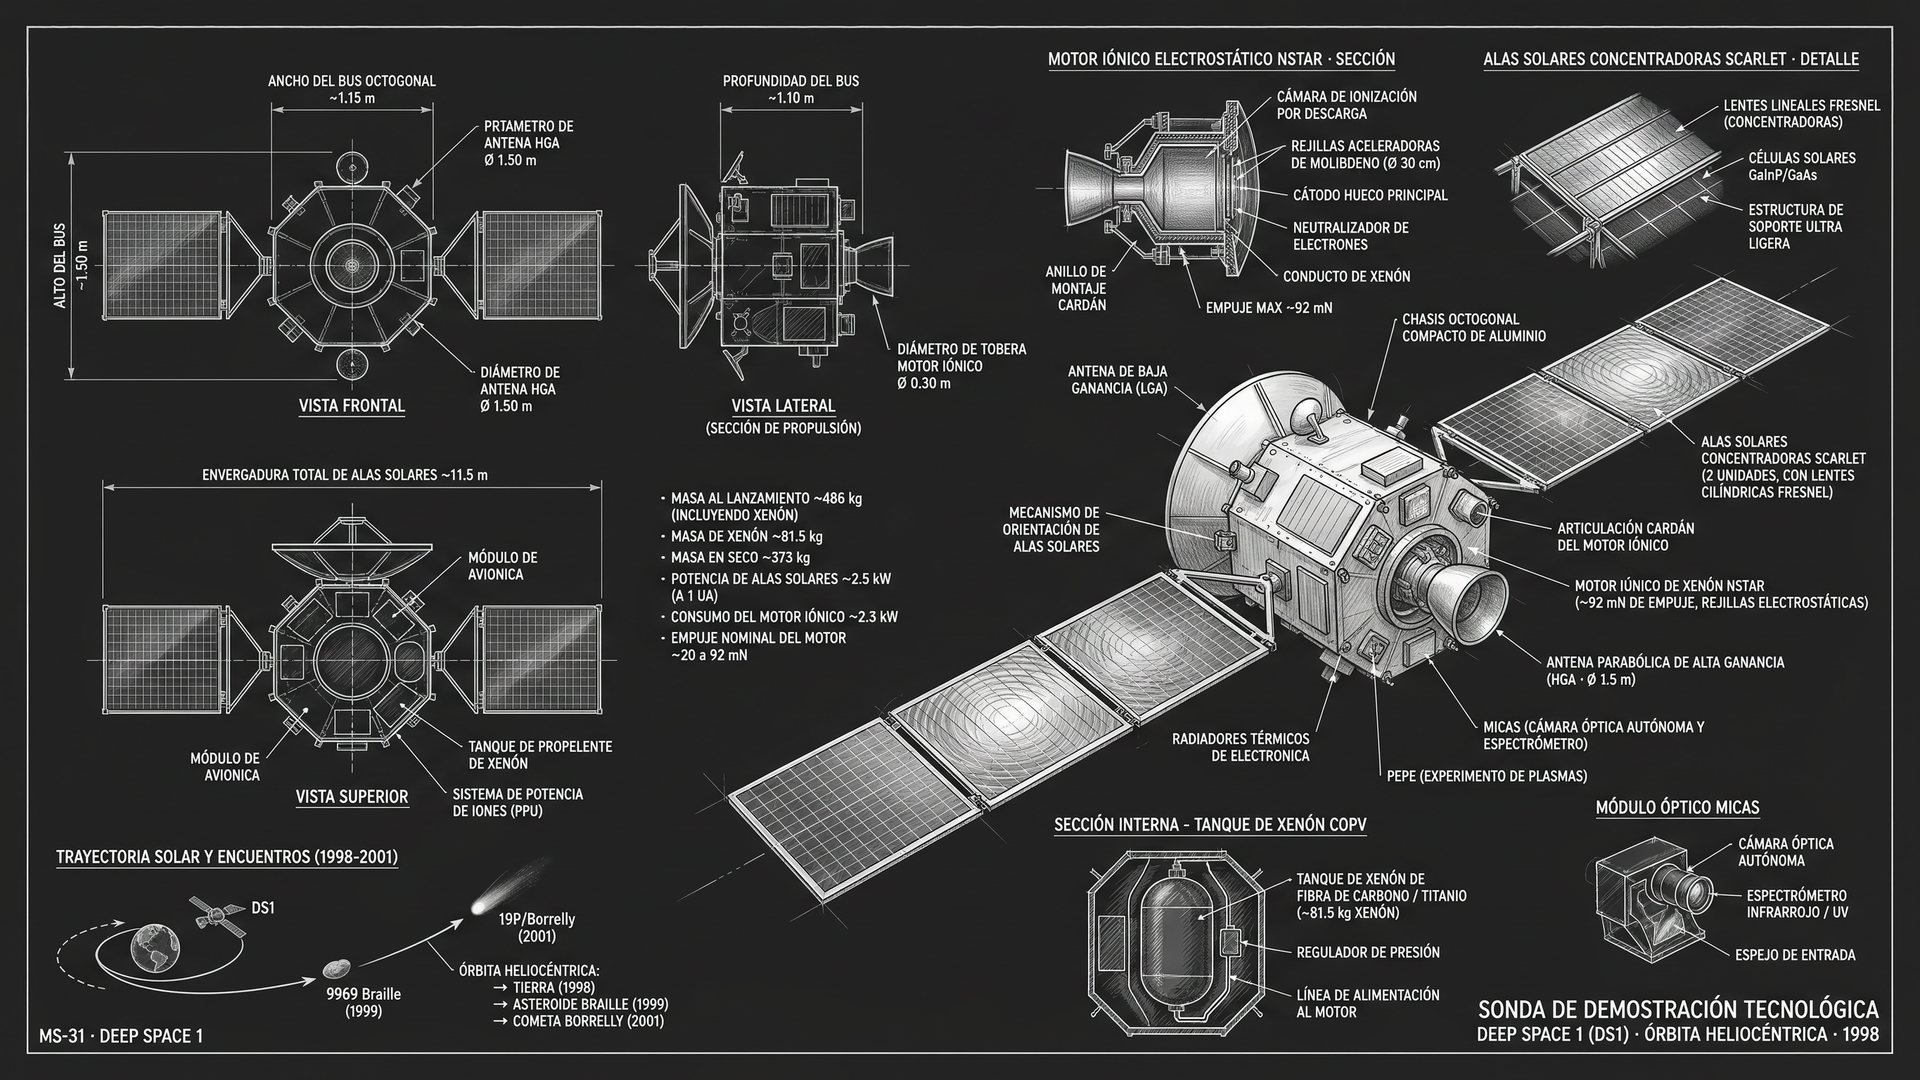 ANCHO DEL BUS OCTOGONAL
~1.15 m
PRTAMETRO DE
ANTENA HGA
Ø 1.50 m
ALTO DEL BUS
~1.50 m
DIÁMETRO DE
ANTENA HGA
Ø 1.50 m
VISTA FRONTAL
PROFUNDIDAD DEL BUS
~1.10 m
DIÁMETRO DE TOBERA
MOTOR IÓNICO
Ø 0.30 m
VISTA LATERAL
(SECCIÓN DE PROPULSIÓN)
MOTOR IÓNICO ELECTROSTÁTICO NSTAR · SECCIÓN
CÁMARA DE IONIZACIÓN
POR DESCARGA
REJILLAS ACELERADORAS
DE MOLIBDENO (Ø 30 cm)
CÁTODO HUECO PRINCIPAL
NEUTRALIZADOR DE
ELECTRONES
CONDUCTO DE XENÓN
ANILLO DE
MONTAJE
CARDÁN
EMPUJE MAX ~92 mN
ALAS SOLARES CONCENTRADORAS SCARLET · DETALLE
LENTES LINEALES FRESNEL
(CONCENTRADORAS)
CÉLULAS SOLARES
GaInP/GaAs
ESTRUCTURA DE
SOPORTE ULTRA
LIGERA
ENVERGADURA TOTAL DE ALAS SOLARES ~11.5 m
MÓDULO DE
AVIONICA
MÓDULO DE
AVIONICA
TANQUE DE PROPELENTE
DE XENÓN
SISTEMA DE POTENCIA
DE IONES (PPU)
VISTA SUPERIOR
· MASA AL LANZAMIENTO ~486 kg
(INCLUYENDO XENÓN)
· MASA DE XENÓN ~81.5 kg
· MASA EN SECO ~373 kg
· POTENCIA DE ALAS SOLARES ~2.5 kW
(A 1 UA)
· CONSUMO DEL MOTOR IÓNICO ~2.3 kW
· EMPUJE NOMINAL DEL MOTOR
~20 a 92 mN
CHASIS OCTOGONAL
COMPACTO DE ALUMINIO
ANTENA DE BAJA
GANANCIA (LGA)
MECANISMO DE
ORIENTACIÓN DE
ALAS SOLARES
ALAS SOLARES
CONCENTRADORAS SCARLET
(2 UNIDADES, CON LENTES
CILÍNDRICAS FRESNEL)
ARTICULACIÓN CARDÁN
DEL MOTOR IÓNICO
MOTOR IÚNICO DE XENÓN NSTAR
(~92 mN DE EMPUJE, REJILLAS ELECTROSTÁTICAS)
ANTENA PARABÓLICA DE ALTA GANANCIA
(HGA · Ø 1.5 m)
MICAS (CÁMARA ÓPTICA AUTÓNOMA Y
ESPECTRÓMETRO)
PEPE (EXPERIMENTO DE PLASMAS)
RADIADORES TÉRMICOS
DE ELECTRONICA
TRAYECTORIA SOLAR Y ENCUENTROS (1998-2001)
DS1
9969 Braille
(1999)
19P/Borrelly
(2001)
ÓRBITA HELIOCÉNTRICA:
→ TIERRA (1998)
→ ASTEROIDE BRAILLE (1999)
→ COMETA BORRELLY (2001)
MS-31 · DEEP SPACE 1
SECCIÓN INTERNA - TANQUE DE XENÓN COPV
TANQUE DE XENÓN DE
FIBRA DE CARBONO / TITANIO
(~81.5 kg XENÓN)
REGULADOR DE PRESIÓN
LÍNEA DE ALIMENTACIÓN
AL MOTOR
MÓDULO ÓPTICO MICAS
CÁMARA ÓPTICA
AUTÓNOMA
ESPECTRÓMETRO
INFRARROJO / UV
ESPEJO DE ENTRADA
SONDA DE DEMOSTRACIÓN TECNOLÓGICA
DEEP SPACE 1 (DS1) · ÓRBITA HELIOCÉNTRICA · 1998